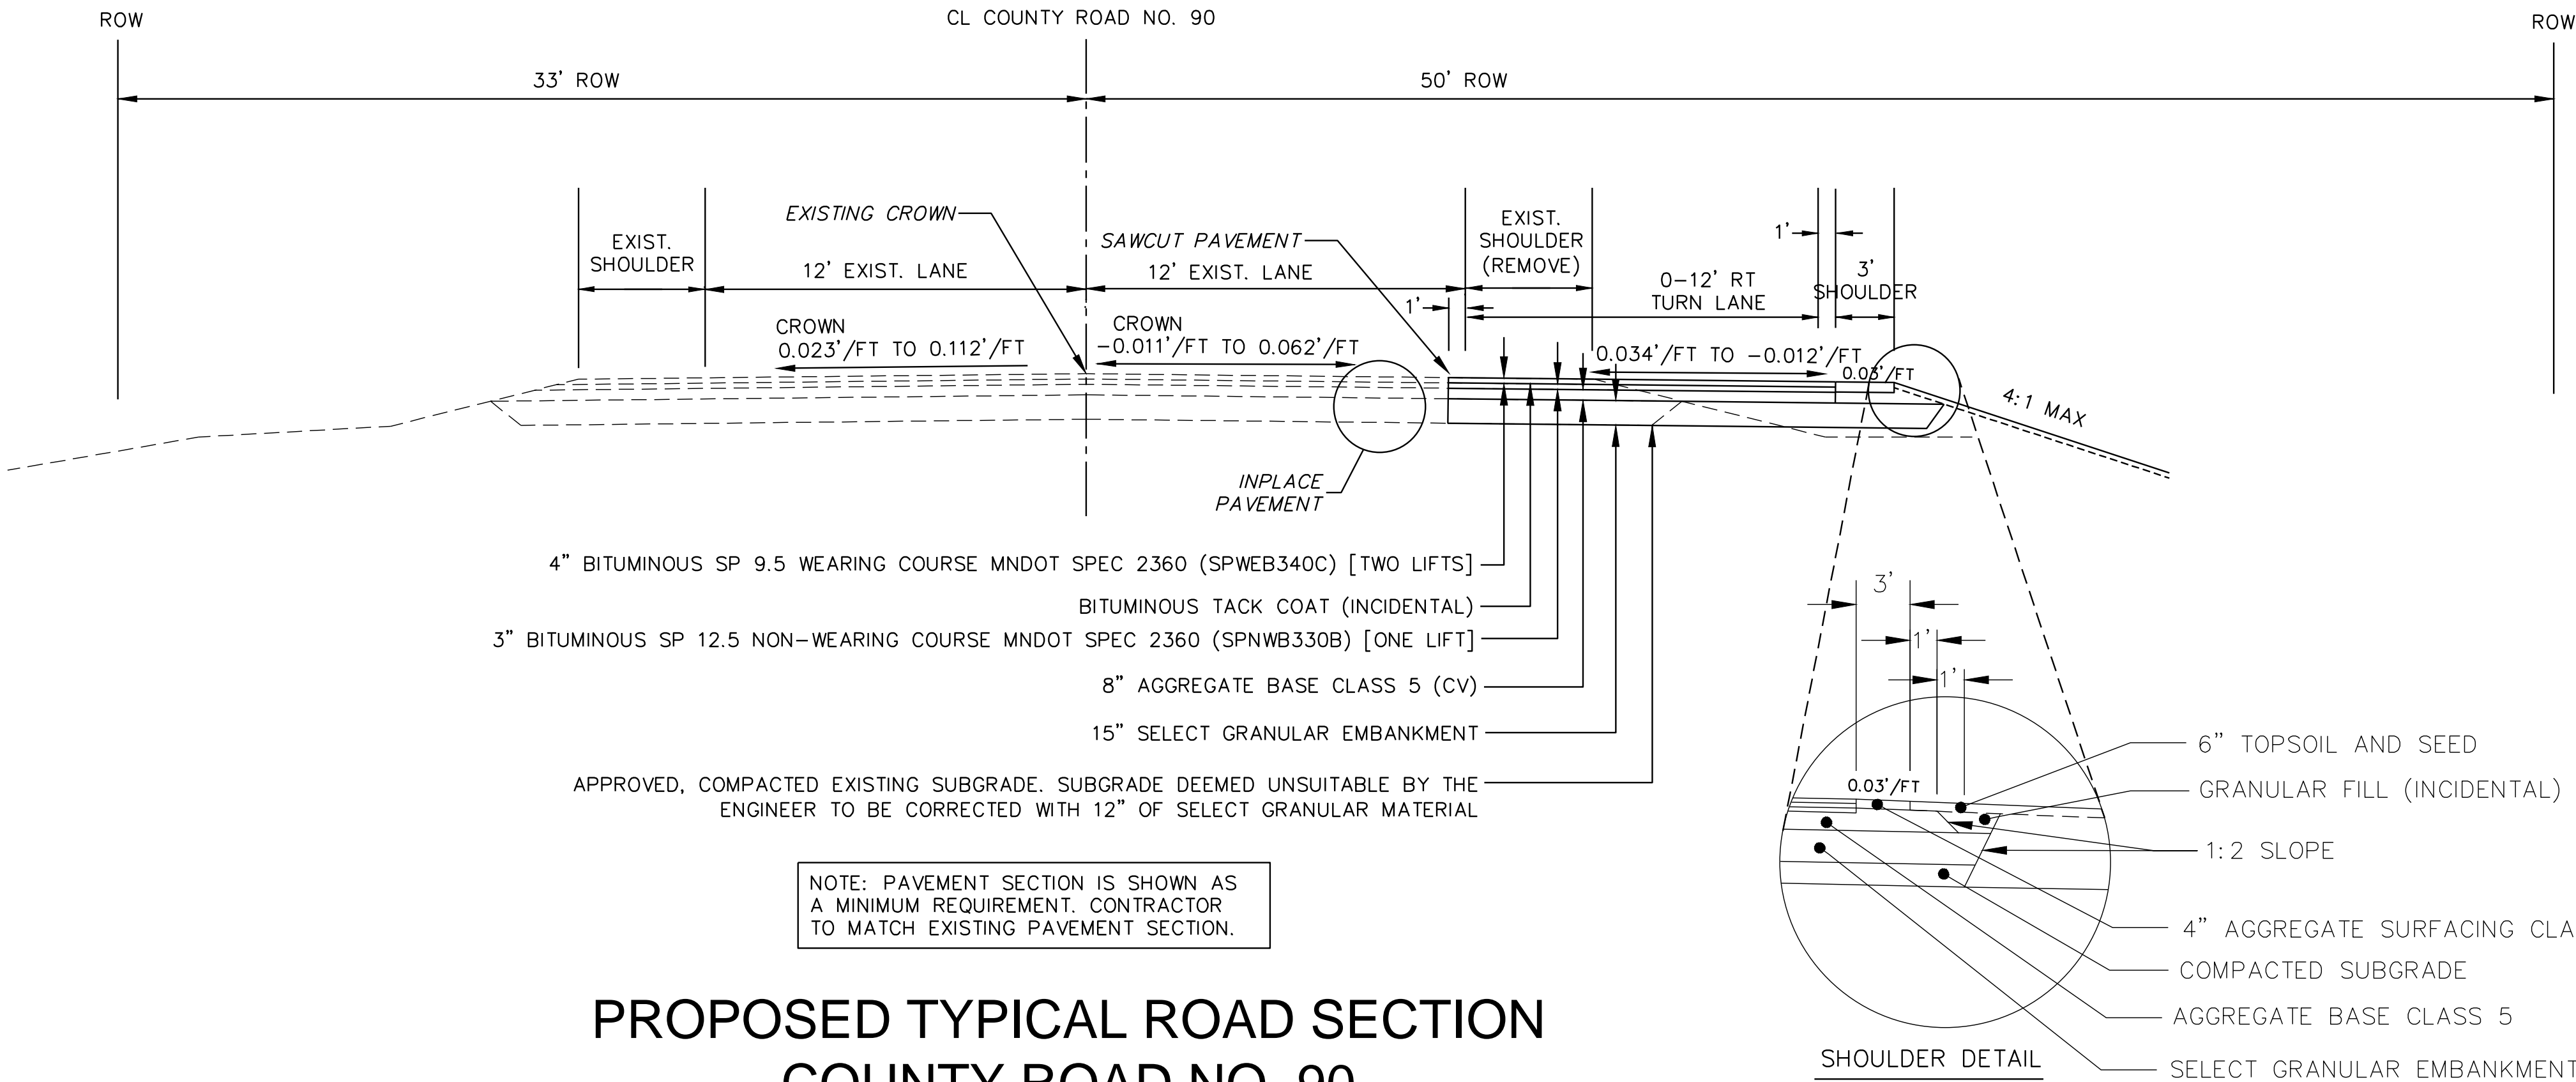 ROW
CL COUNTY ROAD NO. 90
ROW
33' ROW
50' ROW
EXISTING CROWN
SAWCUT PAVEMENT
EXIST.
SHOULDER
12' EXIST. LANE
12' EXIST. LANE
EXIST.
SHOULDER
(REMOVE)
1'
0-12' RT
TURN LANE
1'
3'
SHOULDER
CROWN
0.023'/FT TO 0.112'/FT
CROWN
-0.011'/FT TO 0.062'/FT
0.034'/FT TO -0.012'/FT
0.03'/FT
4:1 MAX
INPLACE
PAVEMENT
4" BITUMINOUS SP 9.5 WEARING COURSE MNDOT SPEC 2360 (SPWEB340C) [TWO LIFTS]
BITUMINOUS TACK COAT (INCIDENTAL)
3" BITUMINOUS SP 12.5 NON-WEARING COURSE MNDOT SPEC 2360 (SPNWB330B) [ONE LIFT]
8" AGGREGATE BASE CLASS 5 (CV)
15" SELECT GRANULAR EMBANKMENT
APPROVED, COMPACTED EXISTING SUBGRADE. SUBGRADE DEEMED UNSUITABLE BY THE
ENGINEER TO BE CORRECTED WITH 12" OF SELECT GRANULAR MATERIAL
NOTE: PAVEMENT SECTION IS SHOWN AS
A MINIMUM REQUIREMENT. CONTRACTOR
TO MATCH EXISTING PAVEMENT SECTION.
PROPOSED TYPICAL ROAD SECTION
COUNTY ROAD NO. 90
3'
1'
1'
0.03'/FT
6" TOPSOIL AND SEED
GRANULAR FILL (INCIDENTAL)
1:2 SLOPE
4" AGGREGATE SURFACING CLA
COMPACTED SUBGRADE
AGGREGATE BASE CLASS 5
SELECT GRANULAR EMBANKMENT
SHOULDER DETAIL